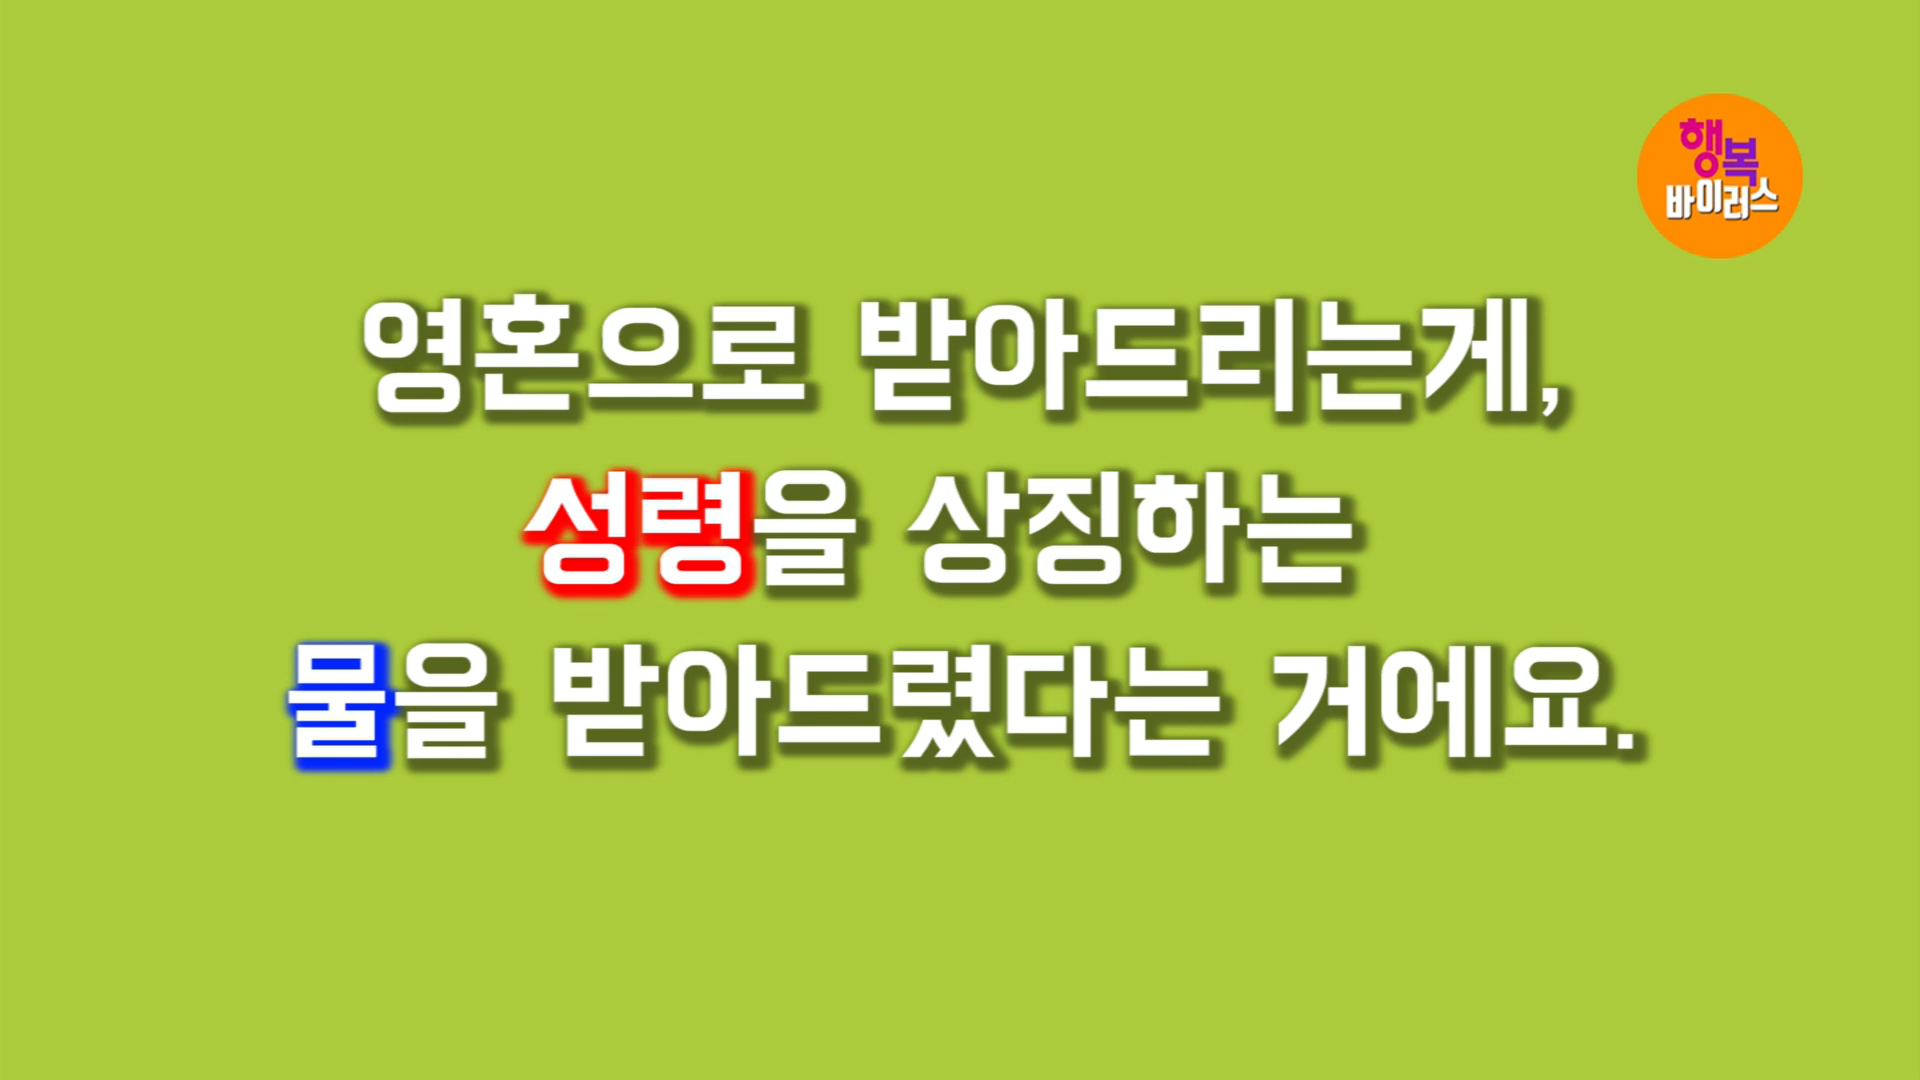 행복
바이러스
영혼으로 받아드리는게,
성령을 상징하는
물을 받아드렸다는 거에요.